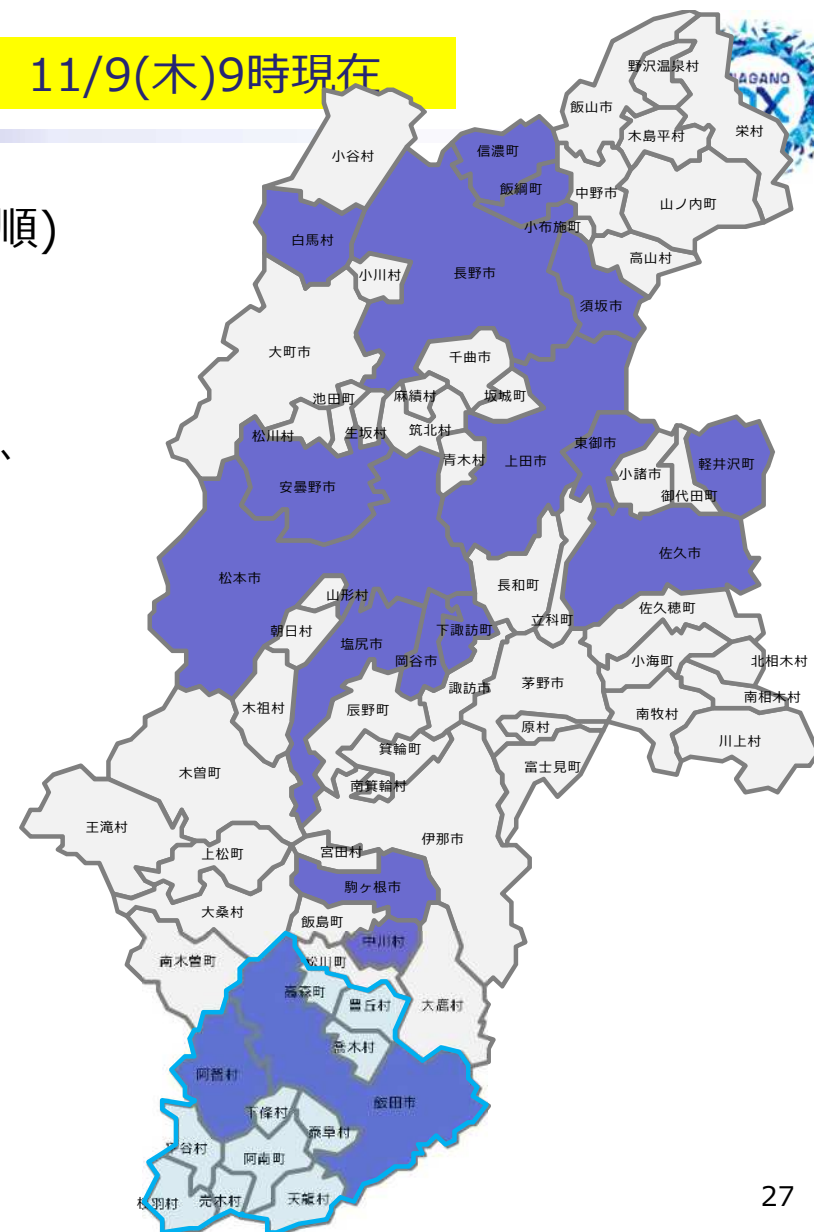 11/9(木)9時現在
NAGANO
順)
、
野沢温泉村
飯山市
木島平村
栄村
小谷村
信濃町
飯綱町
中野市
山ノ内町
白馬村
小布施町
高山村
小川村
長野市
須坂市
大町市
千曲市
池田町
麻績村
坂城町
松川村
生坂村
筑北村
青木村
上田市
東御市
小諸市
軽井沢町
安曇野市
御代田町
松本市
佐久市
長和町
山形村
立科町
佐久穂町
朝日村
塩尻市
下諏訪町
岡谷市
小海町
北相木村
諏訪市
茅野市
南相木村
木祖村
辰野町
原村
南牧村
川上村
箕輪町
富士見町
木曽町
南箕輪村
王滝村
伊那市
上松町
宮田村
駒ヶ根市
大桑村
飯島町
中川村
南木曽町
松川町
高森町
豊丘村
大鹿村
喬木村
阿智村
飯田市
下條村
泰阜村
平谷村
阿南町
根羽村
売木村
天龍村
27